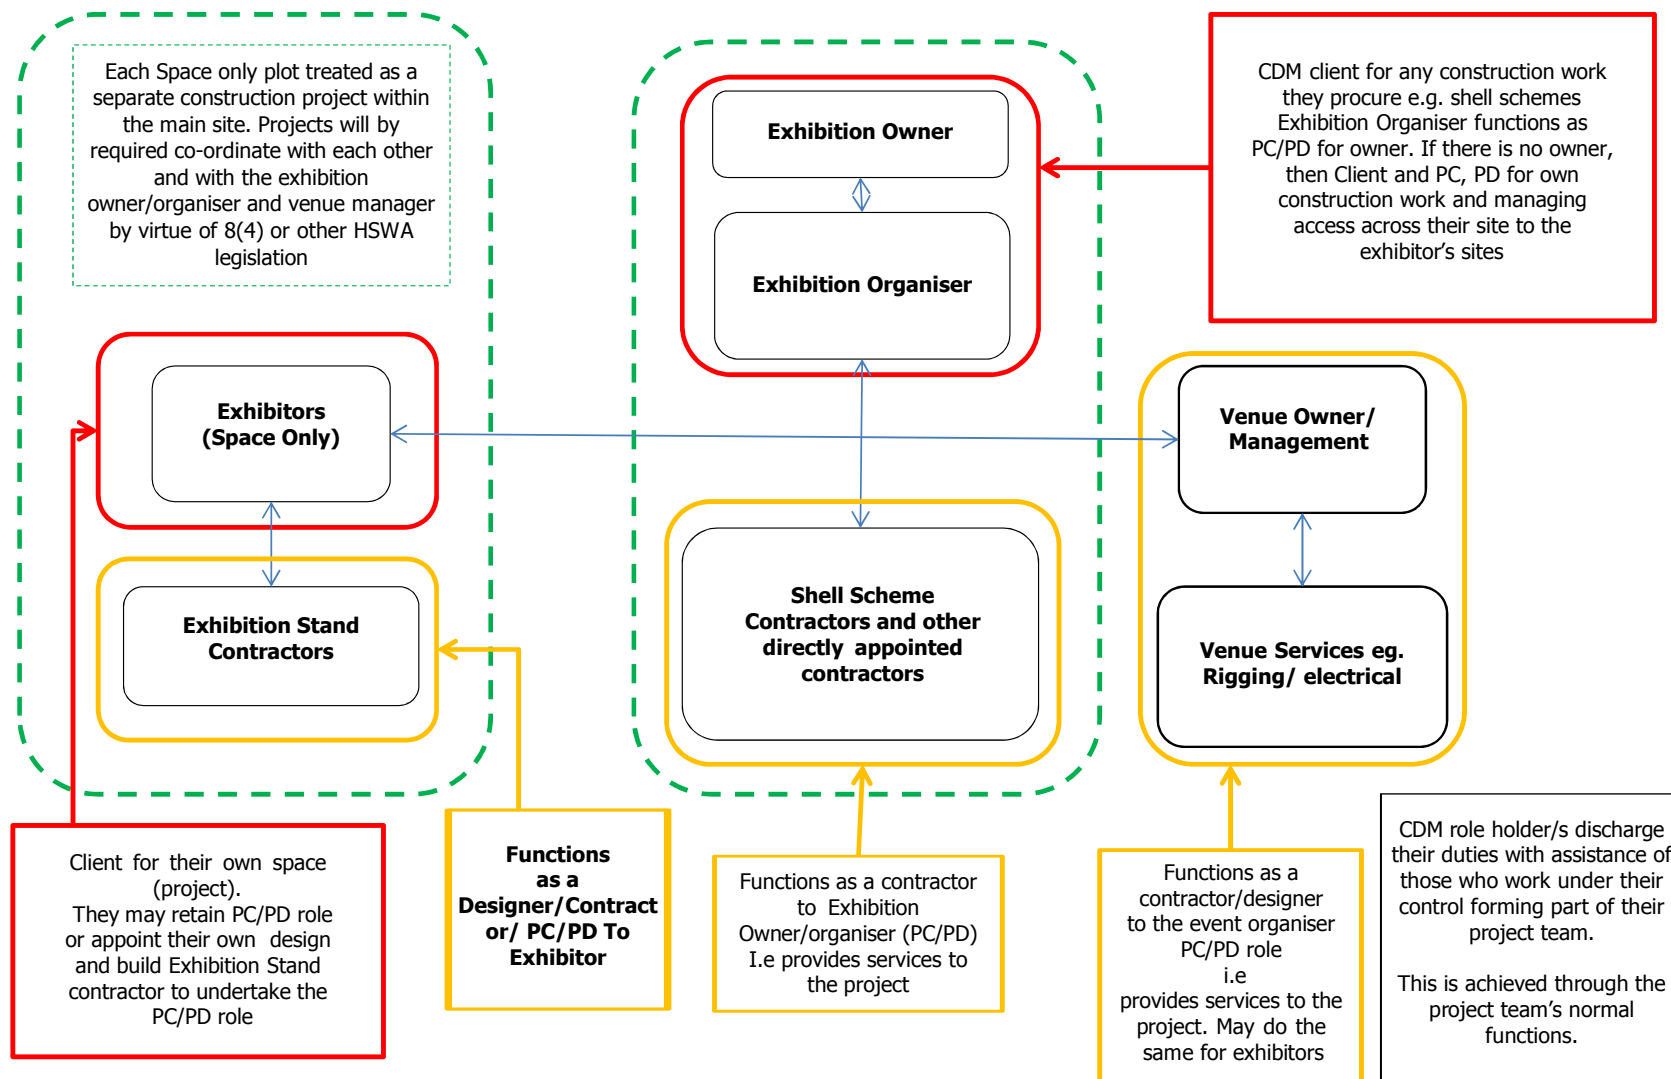 Each Space only plot treated as a
separate construction project within
the main site. Projects will by
required co-ordinate with each other
and with the exhibition
owner/organiser and venue manager
by virtue of 8(4) or other HSWA
legislation
Exhibition Owner
Exhibition Organiser
CDM client for any construction work
they procure e.g. shell schemes
Exhibition Organiser functions as
PC/PD for owner. If there is no owner,
then Client and PC, PD for own
construction work and managing
access across their site to the
exhibitor's sites
Exhibitors
(Space Only)
Venue Owner/
Management
Exhibition Stand
Contractors
Shell Scheme
Contractors and other
directly appointed
contractors
Venue Services eg.
Rigging/ electrical
Client for their own space
(project).
They may retain PC/PD role
or appoint their own design
and build Exhibition Stand
contractor to undertake the
PC/PD role
Functions
as a
Designer/Contract
or/ PC/PD To
Exhibitor
Functions as a contractor
to Exhibition
Owner/organiser (PC/PD)
I.e provides services to
the project
Functions as a
contractor/designer
to the event organiser
PC/PD role
i.e
provides services to the
project. May do the
same for exhibitors
CDM role holder/s discharge
their duties with assistance of
those who work under their
control forming part of their
project team.
This is achieved through the
project team's normal
functions.